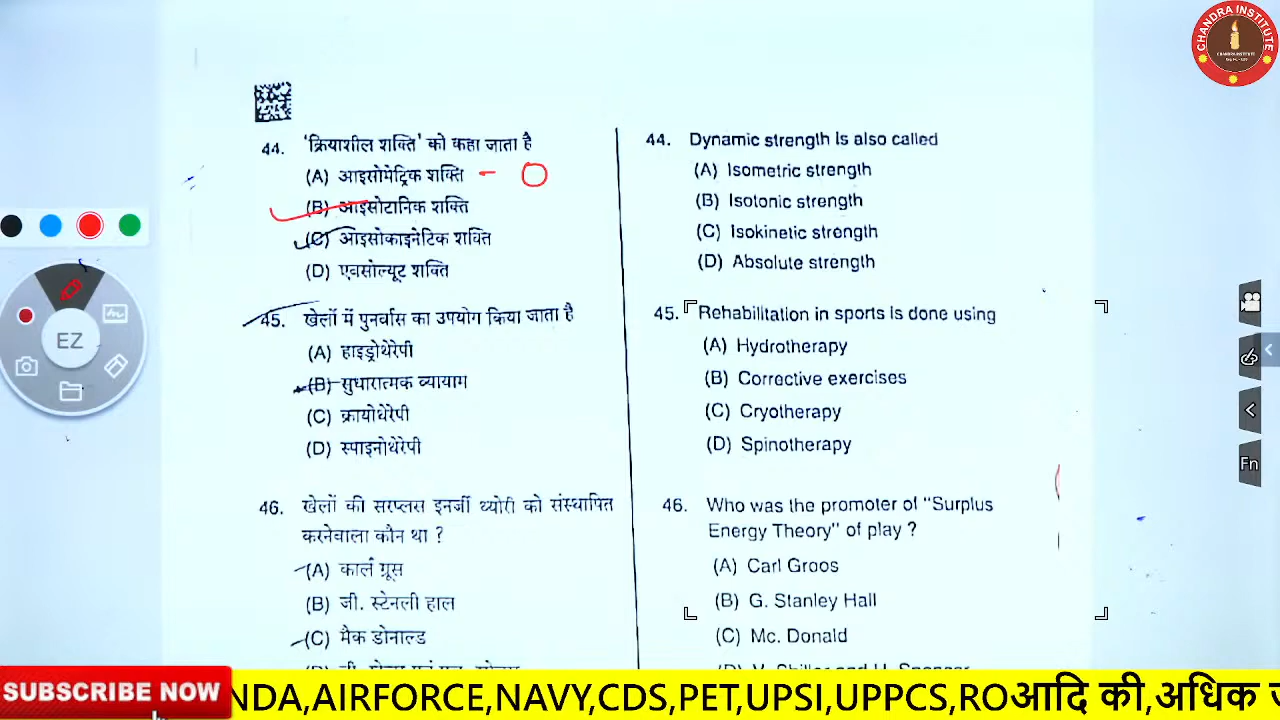 CHANDRA INSTITUTE
CHANDRA INSTITUTE
44. 'क्रियाशील शक्ति' को कहा जाता है
(A) आइसोमेट्रिक शक्ति
(B) आइसोटानिक शक्ति
(C) आइसोकाइनेटिक शक्ति
(D) एवसोल्यूट शक्ति
45. खेलों में पुनर्वास का उपयोग किया जाता है
(A) हाइड्रोथेरेपी
(B) सुधारात्मक व्यायाम
(C) क्रायोथेरेपी
(D) स्पाइनोथेरेपी
46. खेलों की सरप्लस इनर्जी थ्योरी को संस्थापित
करनेवाला कौन था ?
(A) कार्ल ग्रूस
(B) जी. स्टेनली हाल
(C) मैक डोनाल्ड
44. Dynamic strength is also called
(A) Isometric strength
(B) Isotonic strength
(C) Isokinetic strength
(D) Absolute strength
45. Rehabilitation in sports is done using
(A) Hydrotherapy
(B) Corrective exercises
(C) Cryotherapy
(D) Spinotherapy
46. Who was the promoter of "Surplus
Energy Theory" of play ?
(A) Carl Groos
(B) G. Stanley Hall
(C) Mc. Donald
EZ
Fn
SUBSCRIBE NOW
NDA,AIRFORCE,NAVY,CDS,PET,UPSI,UPPCS,ROआदि की,अधिक